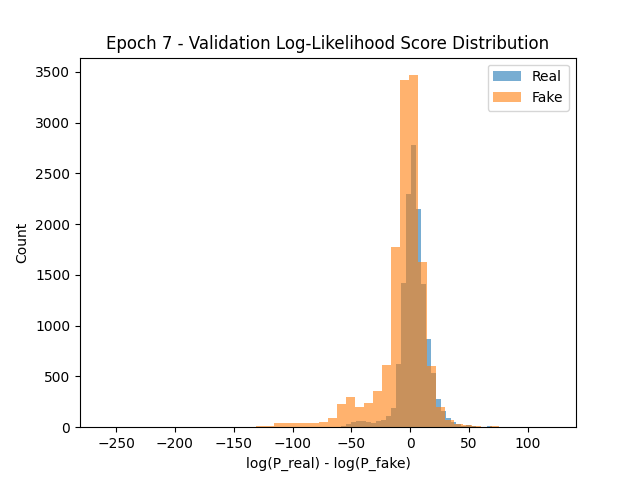 Epoch 7 - Validation Log-Likelihood Score Distribution
Real
Fake
3500
3000
2500
2000
1500
1000
500
0
Count
−250 −200 −150 −100 −50 0 50 100
log(P_real) - log(P_fake)